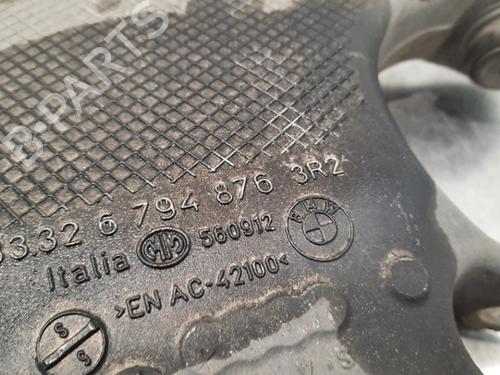 33.32 6 794 876 3R2
Italia 560912
BMW
>EN AC-42100<
S
S
B-PARTS